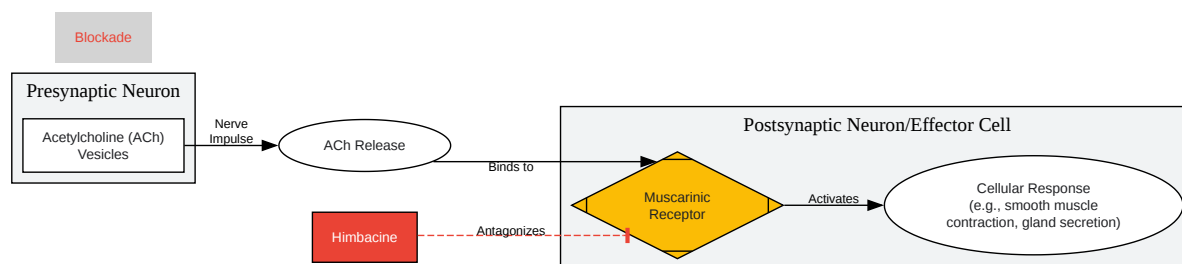 Blockade
Presynaptic Neuron
Acetylcholine (ACh)
Vesicles
Nerve
Impulse
ACh Release
Binds to
Postsynaptic Neuron/Effector Cell
Muscarinic
Receptor
Activates
Cellular Response
(e.g., smooth muscle
contraction, gland secretion)
Himbacine
Antagonizes